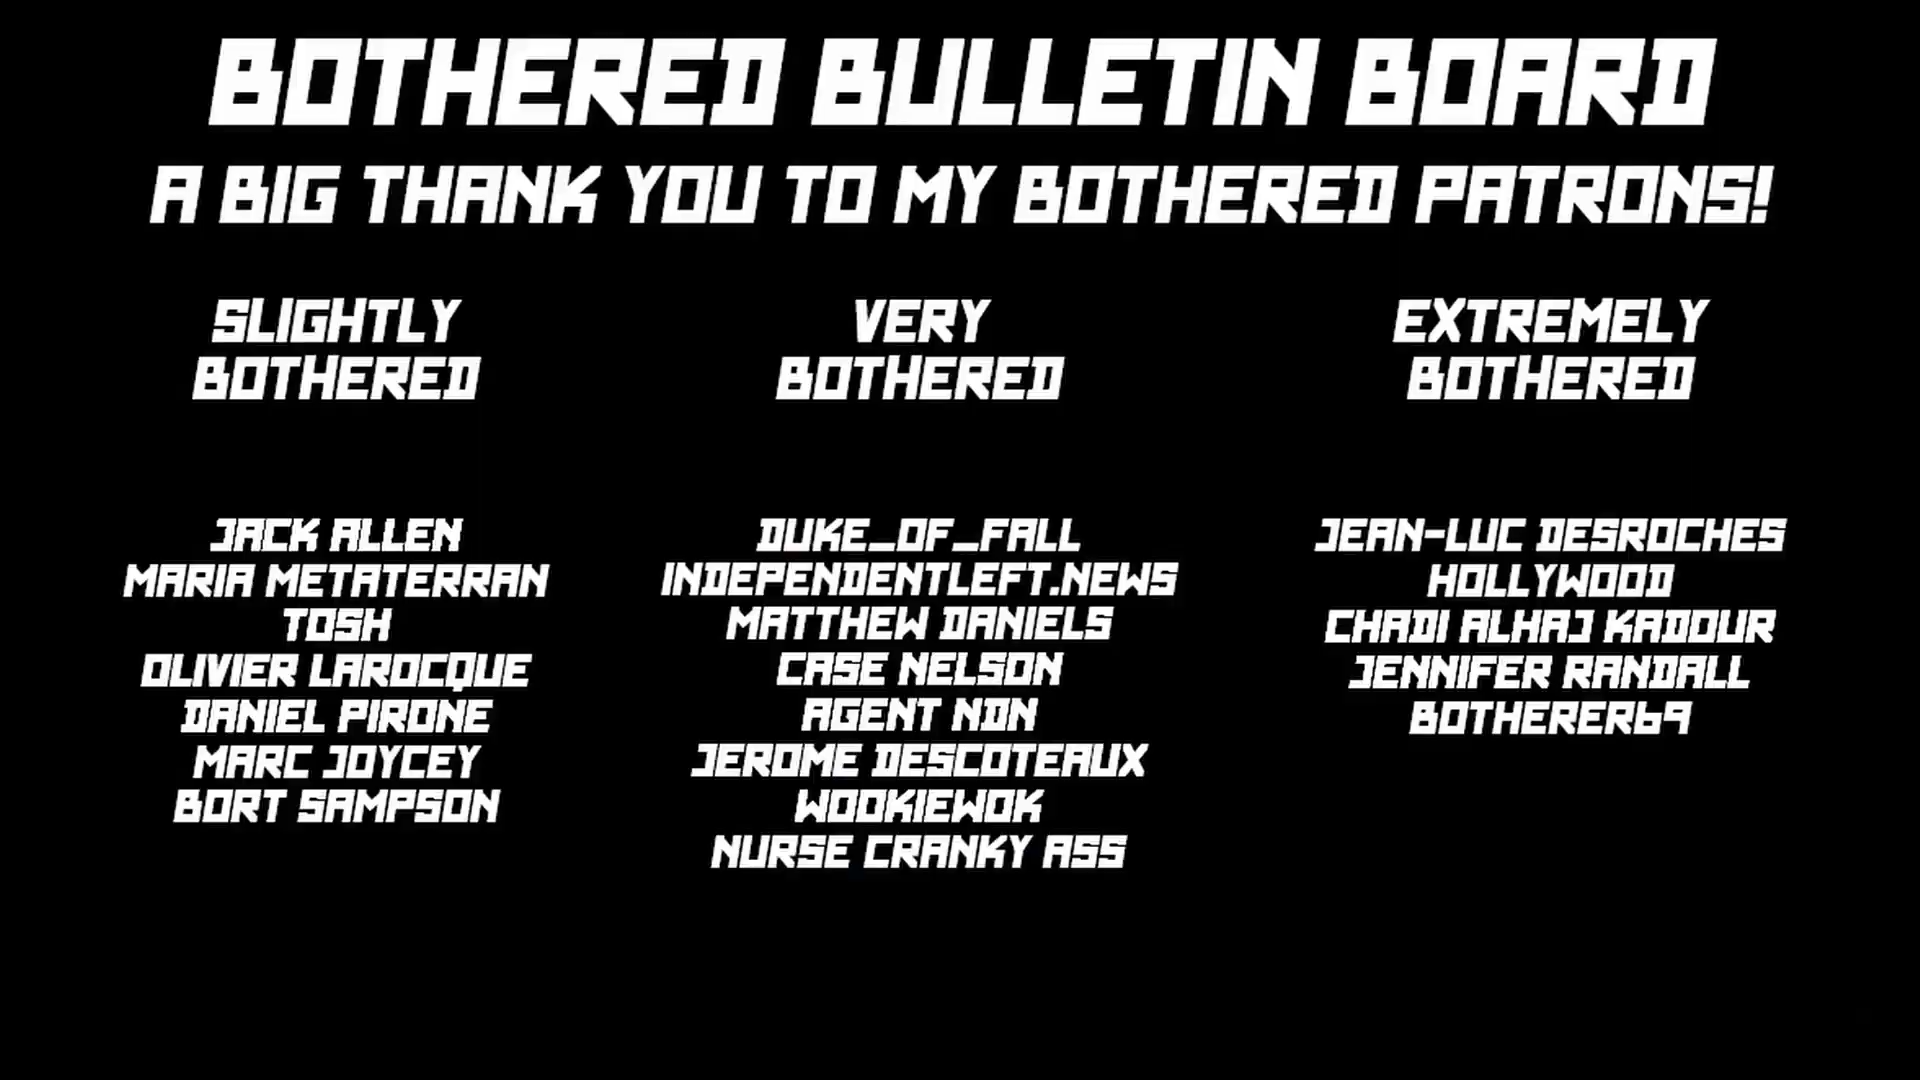 BOTHERED BULLETIN BOARD
A BIG THANK YOU TO MY BOTHERED PATRONS!
SLIGHTLY
BOTHERED
JACK ALLEN
MARIA METATERRAN
TOSH
OLIVIER LAROCQUE
DANIEL PIRONE
MARC JOYCEY
BORT SAMPSON
VERY
BOTHERED
DUKE_OF_FALL
INDEPENDENTLEFT.NEWS
MATTHEW DANIELS
CASE NELSON
AGENT NDN
JEROME DESCOTEAUX
WOOKIEWOK
NURSE CRANKY ASS
EXTREMELY
BOTHERED
JEAN-LUC DESROCHES
HOLLYWOOD
CHADI ALHAJ KADOUR
JENNIFER RANDALL
BOTHERER69